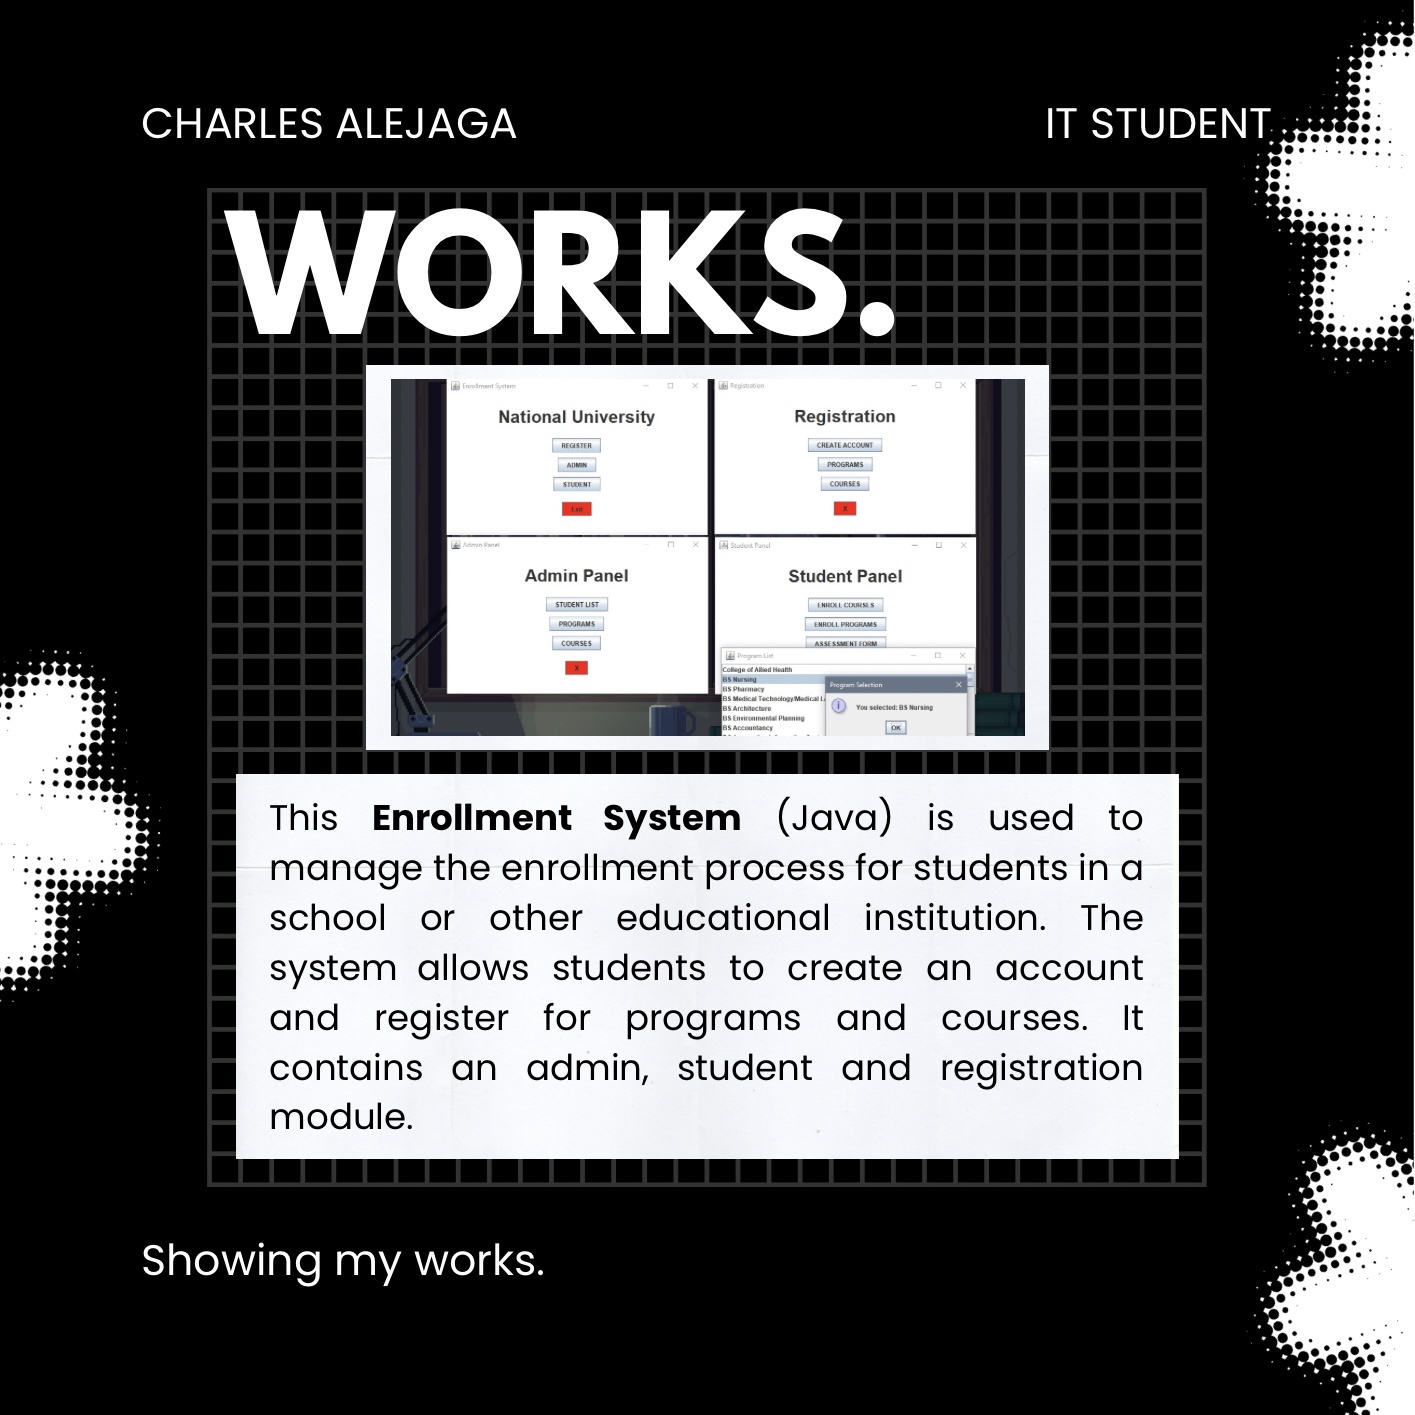 CHARLES ALEJAGA
IT STUDENT
WORKS.
Enrollment System
National University
REGISTER
ADMIN
STUDENT
Exit
Registration
Registration
CREATE ACCOUNT
PROGRAMS
COURSES
X
Admin Panel
Admin Panel
STUDENT LIST
PROGRAMS
COURSES
X
Student Panel
Student Panel
ENROLL COURSES
ENROLL PROGRAMS
ASSESSMENT FORM
Program List
College of Allied Health
BS Nursing
BS Pharmacy
BS Medical Technology/Medical
BS Architecture
BS Environmental Planning
BS Accountancy
Program Selection
You selected: BS Nursing
OK
This Enrollment System (Java) is used to
manage the enrollment process for students in a
school or other educational institution. The
system allows students to create an account
and register for programs and courses. It
contains an admin, student and registration
module.
Showing my works.